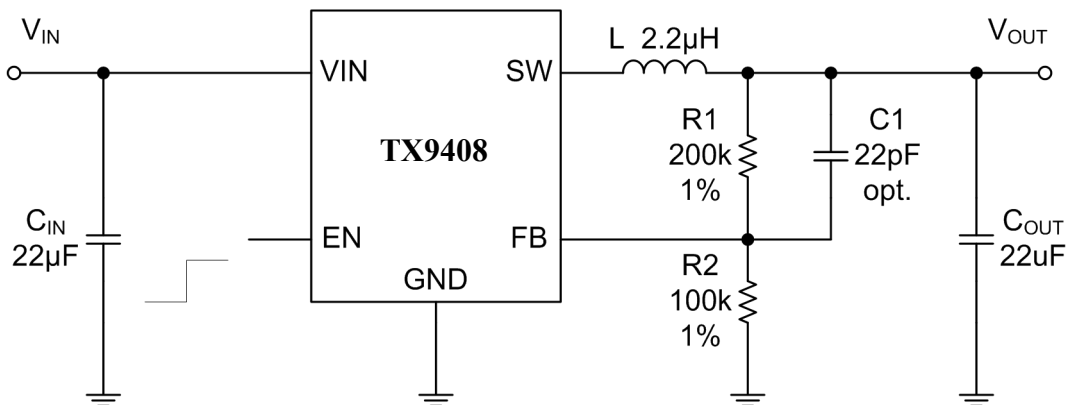 VIN
VOUT
L 2.2µH
VIN
SW
TX9408
R1
200k
1%
C1
22pF
opt.
CIN
22µF
EN
FB
GND
R2
100k
1%
COUT
22uF